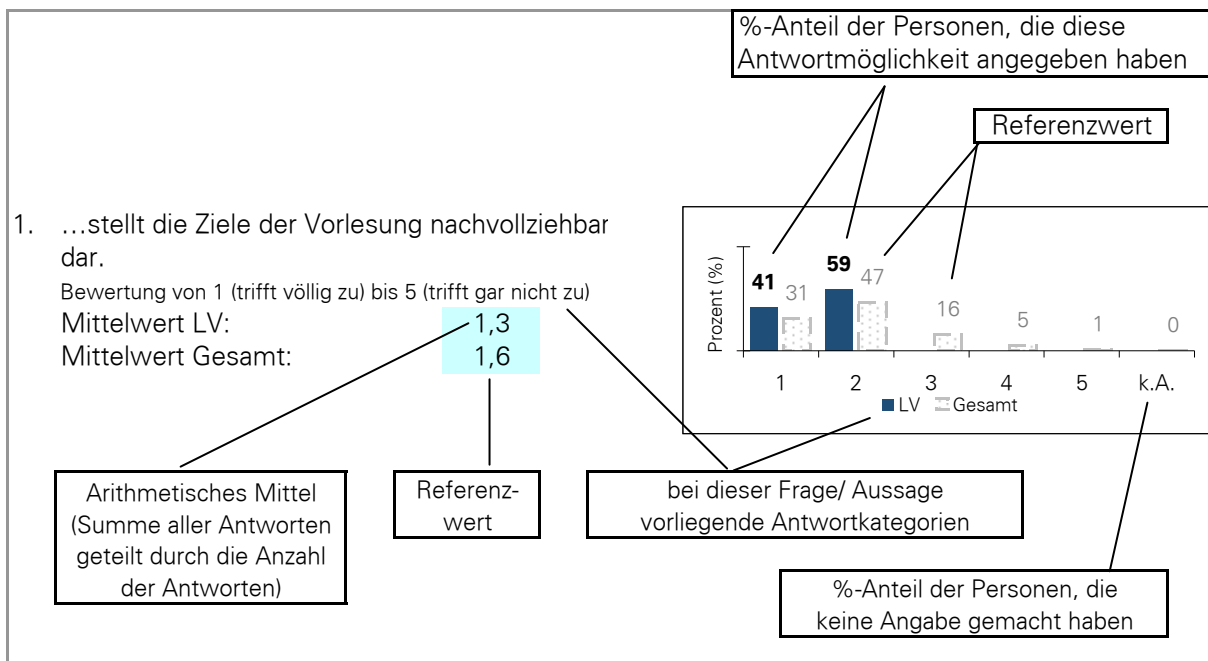 %-Anteil der Personen, die diese
Antwortmöglichkeit angegeben haben
Referenzwert
1. …stellt die Ziele der Vorlesung nachvollziehbar
dar.
Bewertung von 1 (trifft völlig zu) bis 5 (trifft gar nicht zu)
Mittelwert LV: 1,3
Mittelwert Gesamt: 1,6
Prozent (%)
41 31 59 47 16 5 1 0
1 2 3 4 5 k.A.
LV Gesamt
Arithmetisches Mittel
(Summe aller Antworten
geteilt durch die Anzahl
der Antworten)
Referenz-
wert
bei dieser Frage/ Aussage
vorliegende Antwortkategorien
%-Anteil der Personen, die
keine Angabe gemacht haben